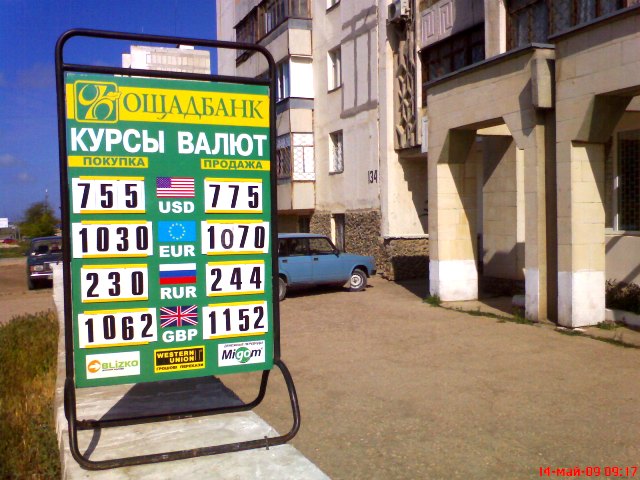 ОЩАДБАНК
КУРСЫ ВАЛЮТ
ПОКУПКА ПРОДАЖА
755 USD 775
1030 EUR 1070
230 RUR 244
1062 GBP 1152
BLIZKO WESTERN UNION ГРОШОВІ ПЕРЕКАЗИ Migom
134
14-май-09 09:17